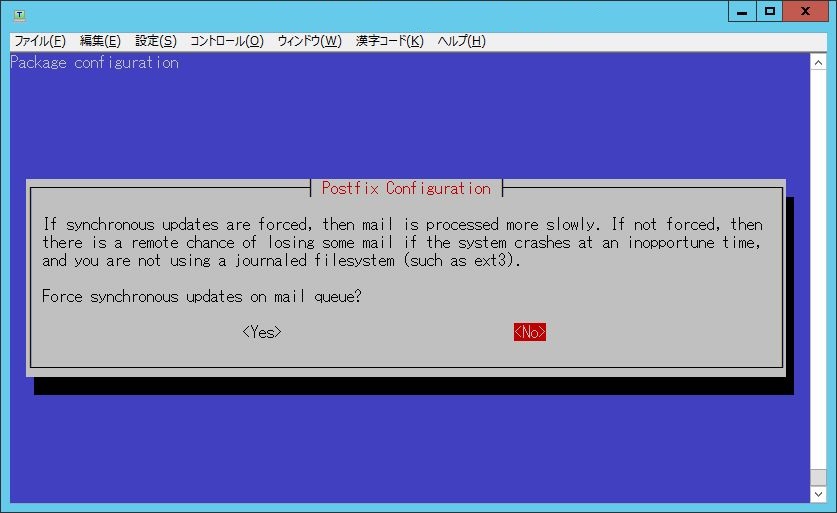 ファイル(F) 編集(E) 設定(S) コントロール(O) ウィンドウ(W) 漢字コード(K) ヘルプ(H)
Package configuration
Postfix Configuration
If synchronous updates are forced, then mail is processed more slowly. If not forced, then
there is a remote chance of losing some mail if the system crashes at an inopportune time,
and you are not using a journaled filesystem (such as ext3).
Force synchronous updates on mail queue?
<Yes> <No>